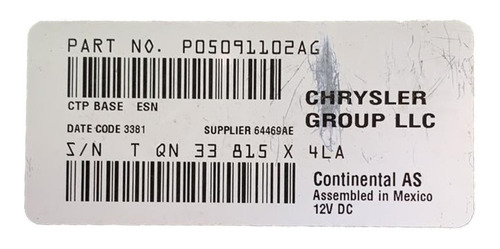 PART NO. P05091102AG
CTP BASE ESN
DATE CODE 3381 SUPPLIER 64469AE
S/N T QN 33 815 X 4LA
CHRYSLER
GROUP LLC
Continental AS
Assembled in Mexico
12V DC